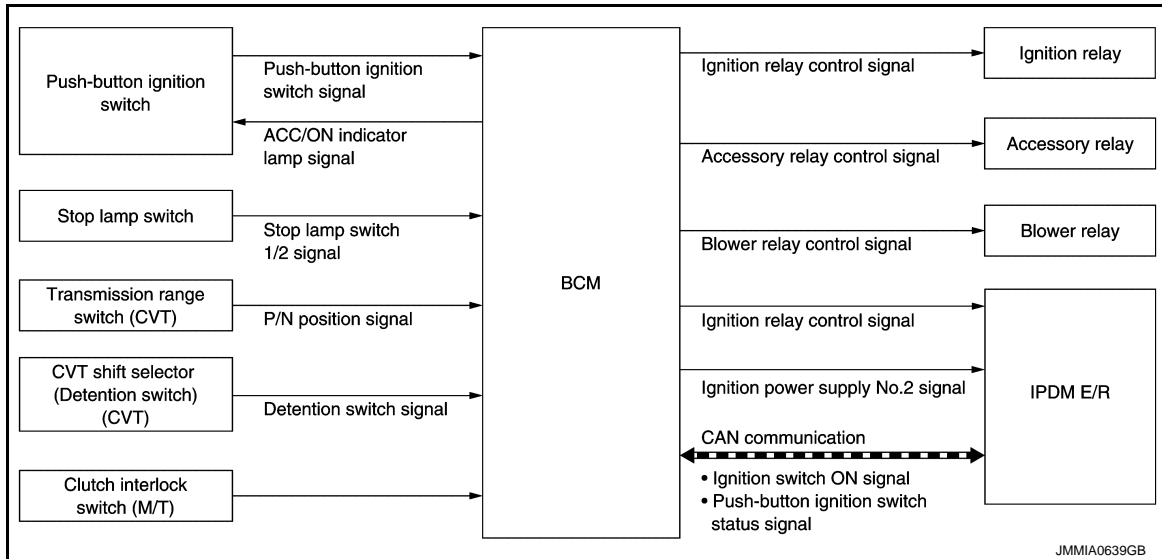 Push-button ignition
switch
Push-button ignition
switch signal
ACC/ON indicator
lamp signal
Stop lamp switch
Stop lamp switch
1/2 signal
Transmission range
switch (CVT)
P/N position signal
CVT shift selector
(Detention switch)
(CVT)
Detention switch signal
Clutch interlock
switch (M/T)
BCM
Ignition relay control signal
Ignition relay
Accessory relay control signal
Accessory relay
Blower relay control signal
Blower relay
Ignition relay control signal
Ignition power supply No.2 signal
IPDM E/R
CAN communication
• Ignition switch ON signal
• Push-button ignition switch
status signal
JMMIA0639GB